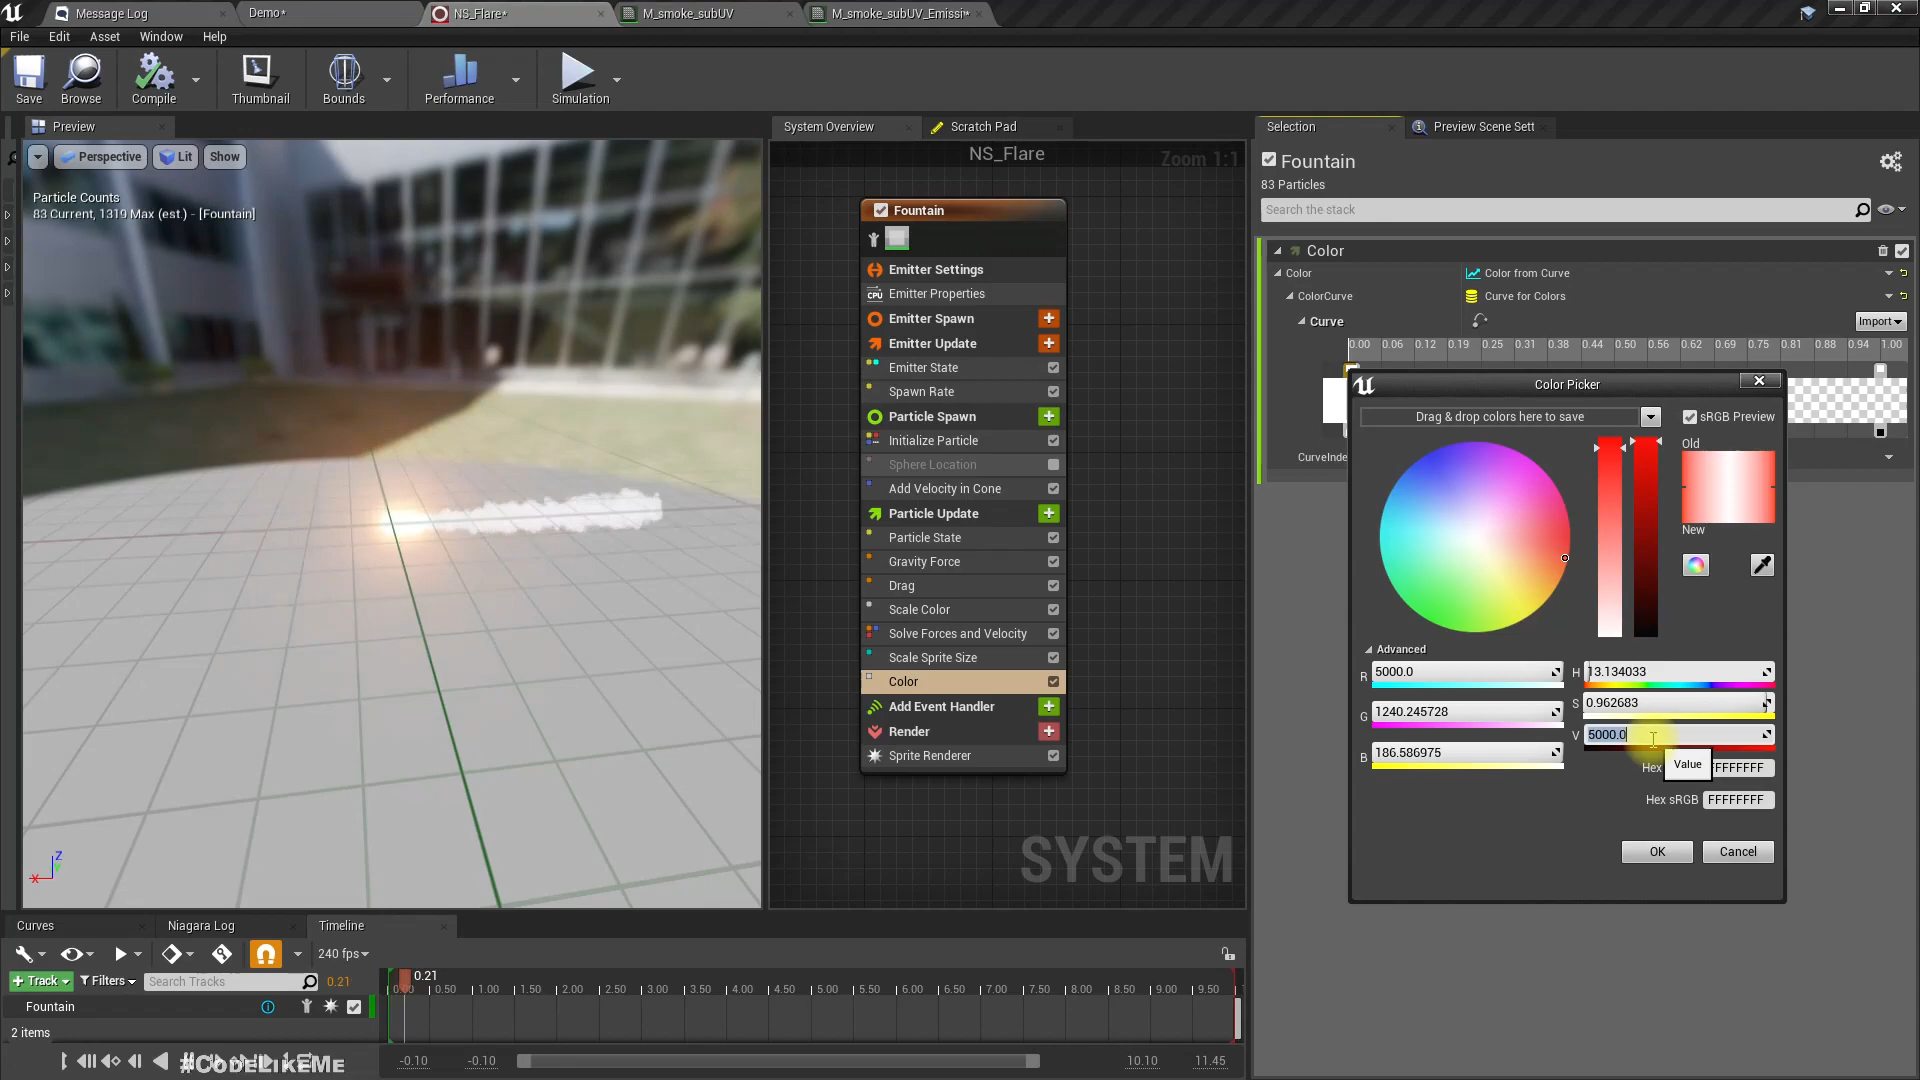 Message Log
Demo*
NS_Flare*
M_smoke_subUV
M_smoke_subUV_Emissi*
File Edit Asset Window Help
Save
Browse
Compile
Thumbnail
Bounds
Performance
Simulation
Preview
System Overview
Scratch Pad
Selection
Preview Scene Sett
Perspective
Lit
Show
Particle Counts
83 Current, 1319 Max (est.) - [Fountain]
NS_Flare
Zoom 1:1
Fountain
Emitter Settings
CPU Emitter Properties
Emitter Spawn
Emitter Update
Emitter State
Spawn Rate
Particle Spawn
Initialize Particle
Sphere Location
Add Velocity in Cone
Particle Update
Particle State
Gravity Force
Drag
Scale Color
Solve Forces and Velocity
Scale Sprite Size
Color
Add Event Handler
Render
Sprite Renderer
SYSTEM
Fountain
83 Particles
Search the stack
Color
Color
Color from Curve
ColorCurve
Curve for Colors
Curve
Import
0.00 0.06 0.12 0.19 0.25 0.31 0.38 0.44 0.50 0.56 0.62 0.69 0.75 0.81 0.88 0.94 1.00
CurveInde
Color Picker
Drag & drop colors here to save
sRGB Preview
Old
New
Advanced
R 5000.0
G 1240.245728
B 186.586975
H 13.134033
S 0.962683
V 5000.0
Value
Hex FFFFFFF
Hex sRGB FFFFFFFF
OK
Cancel
Curves
Niagara Log
Timeline
240 fps
Track
Filters
Search Tracks
0.21
0.21
0.50 1.00 1.50 2.00 2.50 3.00 3.50 4.00 4.50 5.00 5.50 6.00 6.50 7.00 7.50 8.00 8.50 9.00 9.50
Fountain
2 items
#CodeLikeMe
-0.10
-0.10
10.10
11.45
X
Z